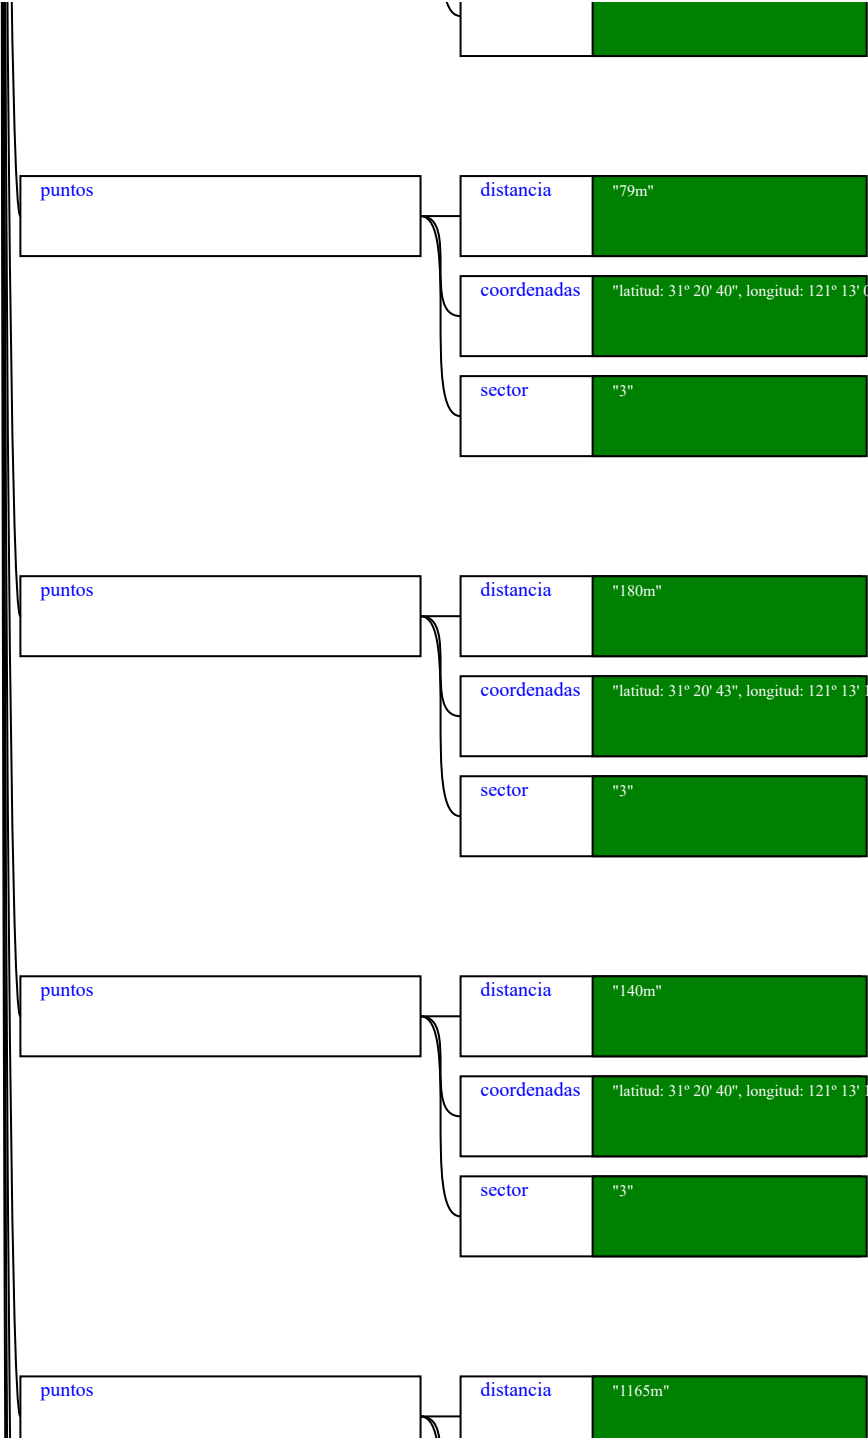 puntos
distancia
"79m"
coordenadas
"latitud: 31º 20' 40", longitud: 121º 13'
sector
"3"
puntos
distancia
"180m"
coordenadas
"latitud: 31º 20' 43", longitud: 121º 13'
sector
"3"
puntos
distancia
"140m"
coordenadas
"latitud: 31º 20' 40", longitud: 121º 13'
sector
"3"
puntos
distancia
"1165m"